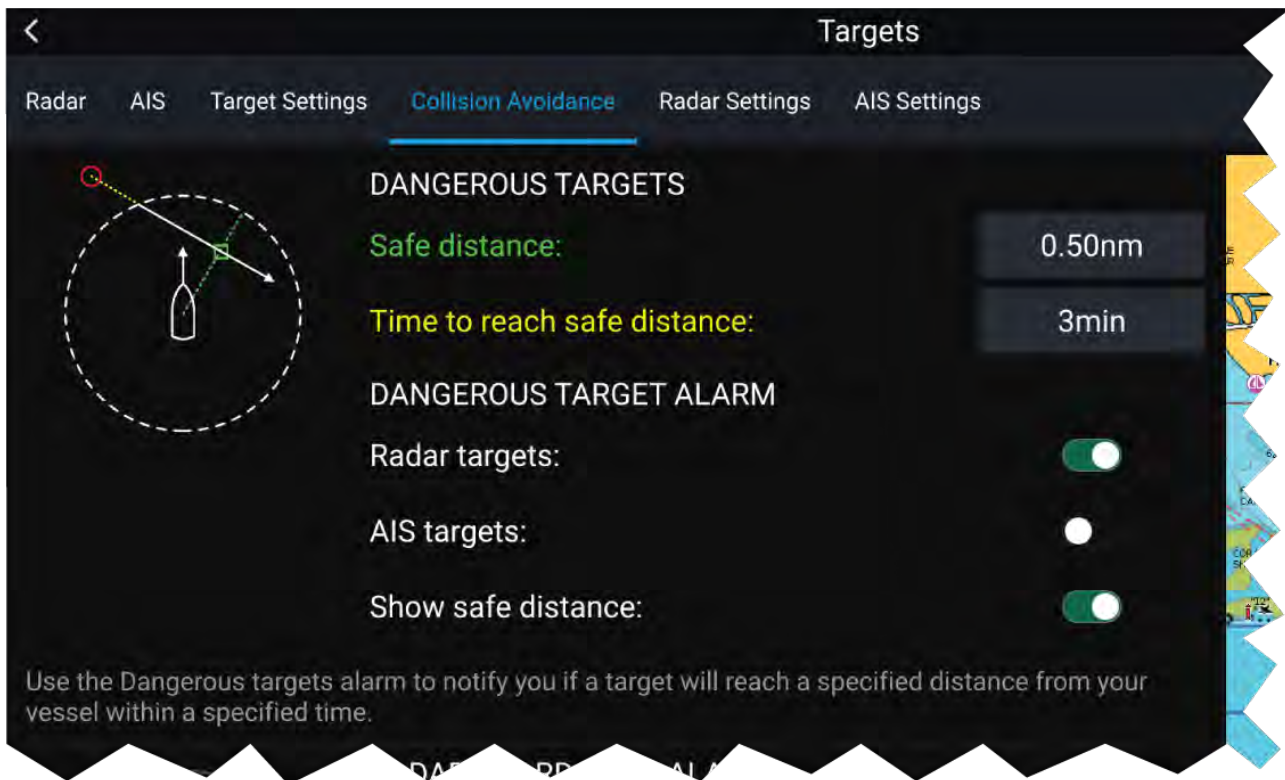 Targets
Radar AIS Target Settings Collision Avoidance Radar Settings AIS Settings
DANGEROUS TARGETS
Safe distance: 0.50nm
Time to reach safe distance: 3min
DANGEROUS TARGET ALARM
Radar targets:
AIS targets:
Show safe distance:
Use the Dangerous targets alarm to notify you if a target will reach a specified distance from your
vessel within a specified time.